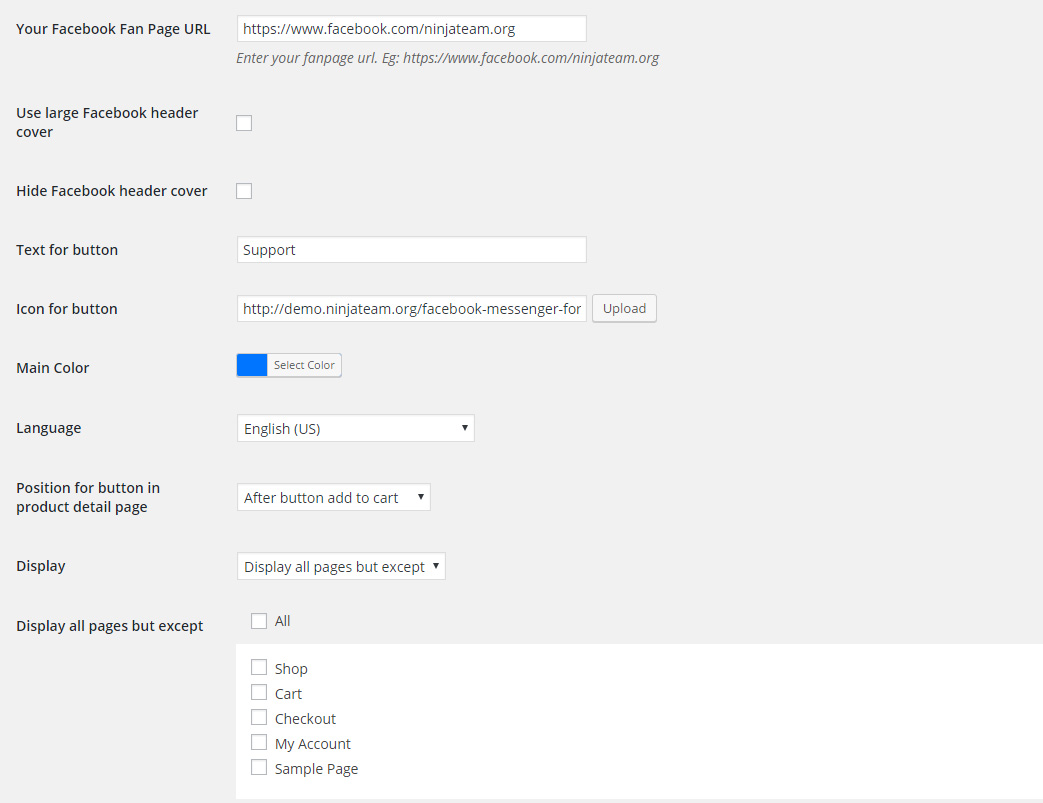 Your Facebook Fan Page URL
https://www.facebook.com/ninjateam.org
Enter your fanpage url. Eg: https://www.facebook.com/ninjateam.org
Use large Facebook header
cover
Hide Facebook header cover
Text for button
Support
Icon for button
http://demo.ninjateam.org/facebook-messenger-for
Upload
Main Color
Select Color
Language
English (US)
Position for button in
product detail page
After button add to cart
Display
Display all pages but except
Display all pages but except
All
Shop
Cart
Checkout
My Account
Sample Page